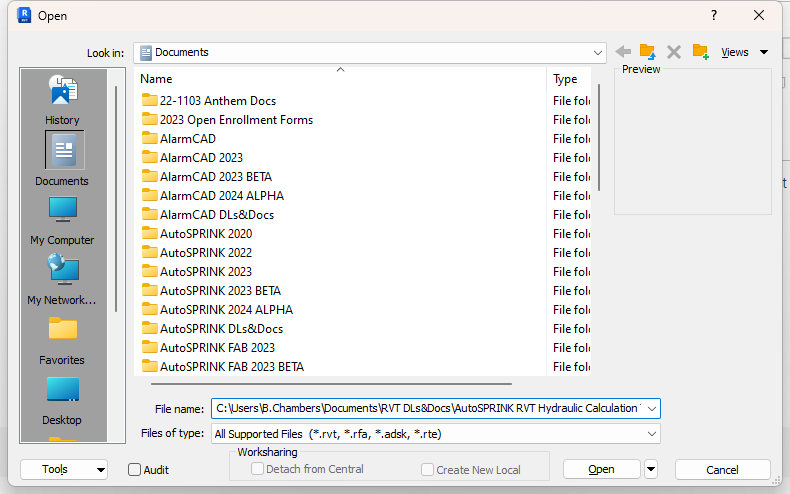 Open
?
Look in: Documents
Views
Name Type
Preview
22-1103 Anthem Docs File fol
2023 Open Enrollment Forms File fol
AlarmCAD File fol
AlarmCAD 2023 File fol
AlarmCAD 2023 BETA File fol
AlarmCAD 2024 ALPHA File fol
AlarmCAD DLs&Docs File fol
AutoSPRINK 2020 File fol
AutoSPRINK 2022 File fol
AutoSPRINK 2023 File fol
AutoSPRINK 2023 BETA File fol
AutoSPRINK 2024 ALPHA File fol
AutoSPRINK DLs&Docs File fol
AutoSPRINK FAB 2023 File fol
AutoSPRINK FAB 2023 BETA File fol
History
Documents
My Computer
My Network...
Favorites
Desktop
File name: C:\Users\B.Chambers\Documents\RVT DLs&Docs\AutoSPRINK RVT Hydraulic Calculation
Files of type: All Supported Files (*.rvt, *.rfa, *.adsk, *.rte)
Worksharing
Tools Audit Detach from Central Create New Local Open Cancel